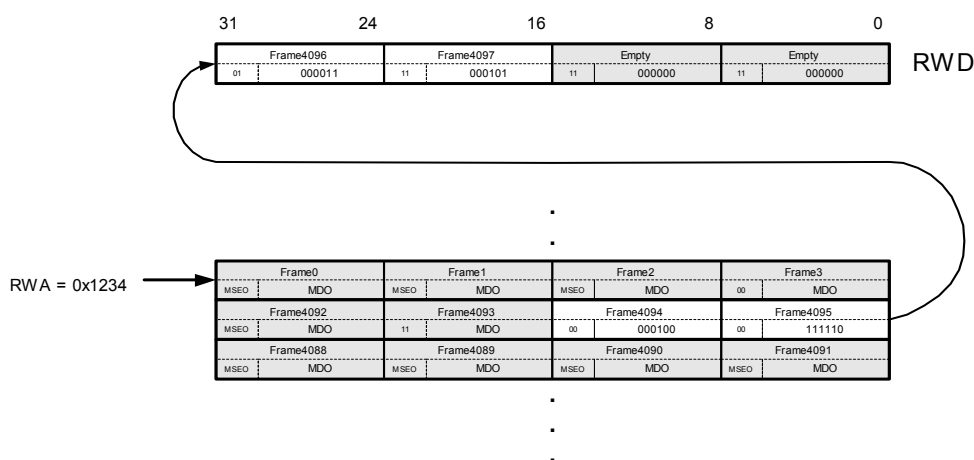 31 24 16 8 0
Frame4096 Frame4097 Empty Empty
01 000011 11 000101 11 000000 11 000000
RWD
.
.
RWA = 0x1234
Frame0 Frame1 Frame2 Frame3
MSEO MDO MSEO MDO MSEO MDO 00 MDO
Frame4092 Frame4093 Frame4094 Frame4095
MSEO MDO 11 MDO 00 000100 00 111110
Frame4088 Frame4089 Frame4090 Frame4091
MSEO MDO MSEO MDO MSEO MDO MSEO MDO
.
.
.